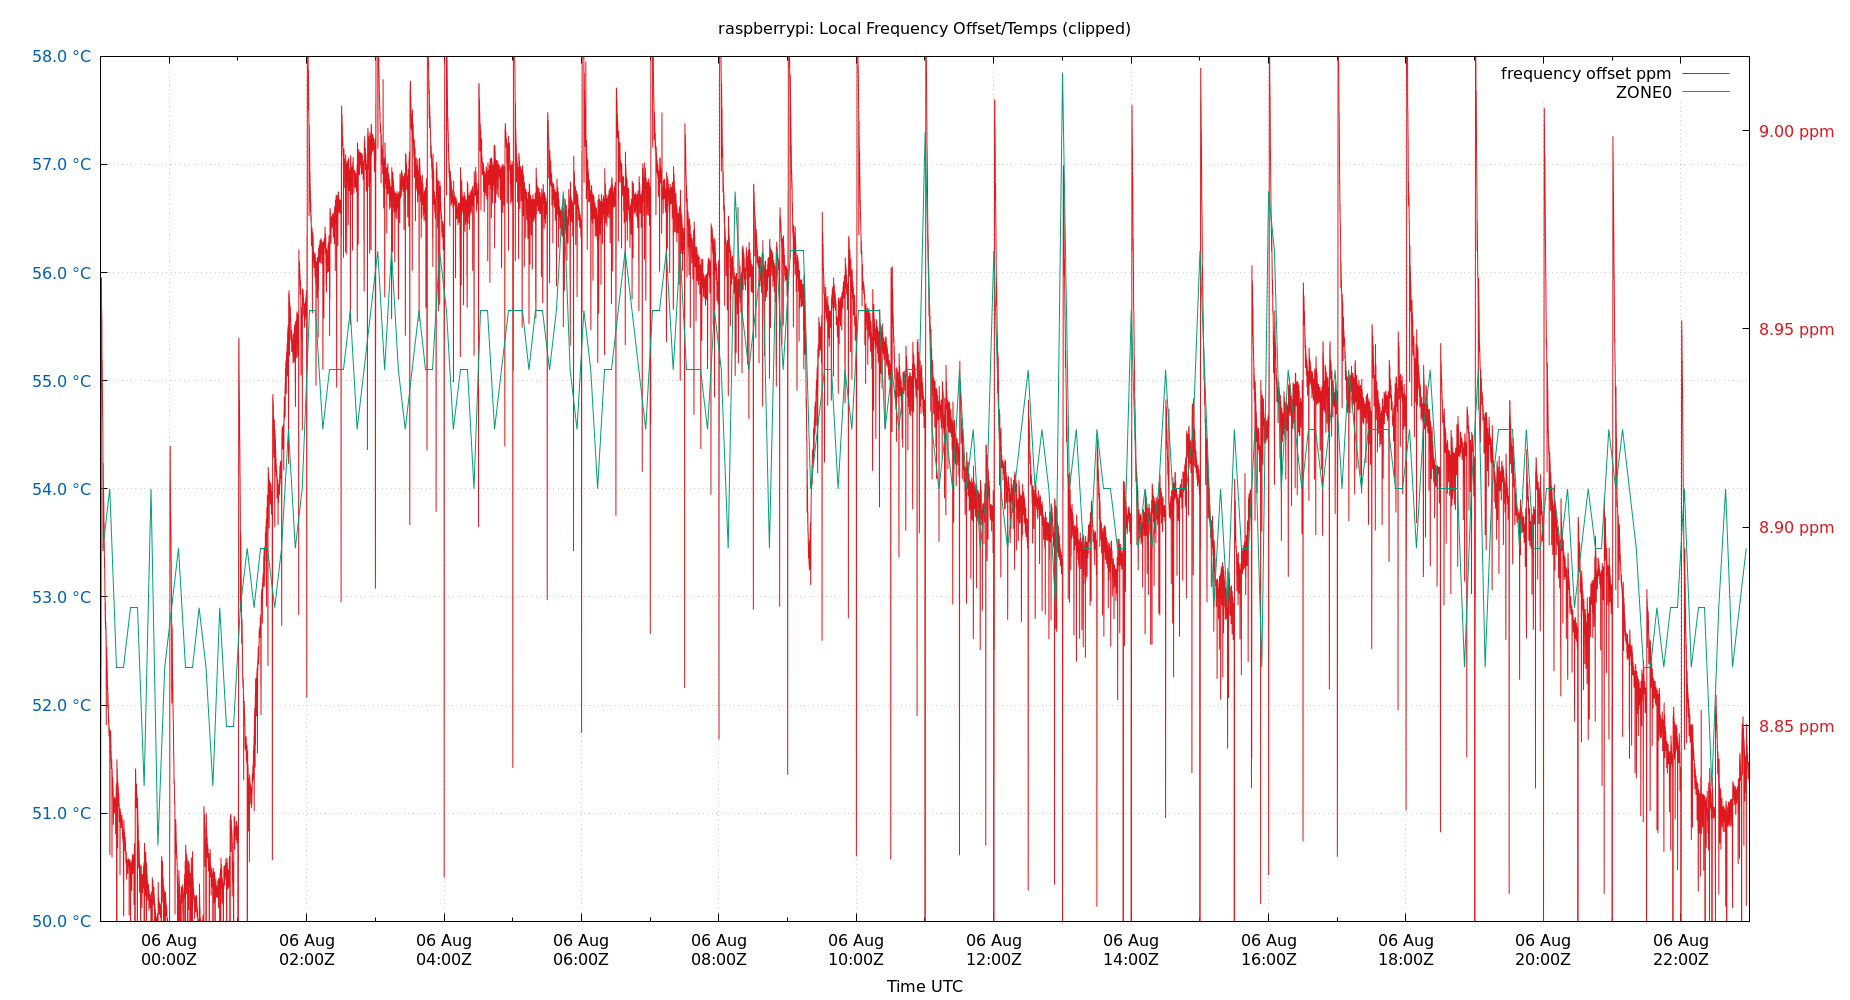 raspberrypi: Local Frequency Offset/Temps (clipped)
58.0 °C
57.0 °C
56.0 °C
55.0 °C
54.0 °C
53.0 °C
52.0 °C
51.0 °C
50.0 °C
frequency offset ppm
ZONE0
9.00 ppm
8.95 ppm
8.90 ppm
8.85 ppm
06 Aug 06 Aug 06 Aug 06 Aug 06 Aug 06 Aug 06 Aug 06 Aug 06 Aug 06 Aug 06 Aug 06 Aug
00:00Z 02:00Z 04:00Z 06:00Z 08:00Z 10:00Z 12:00Z 14:00Z 16:00Z 18:00Z 20:00Z 22:00Z
Time UTC